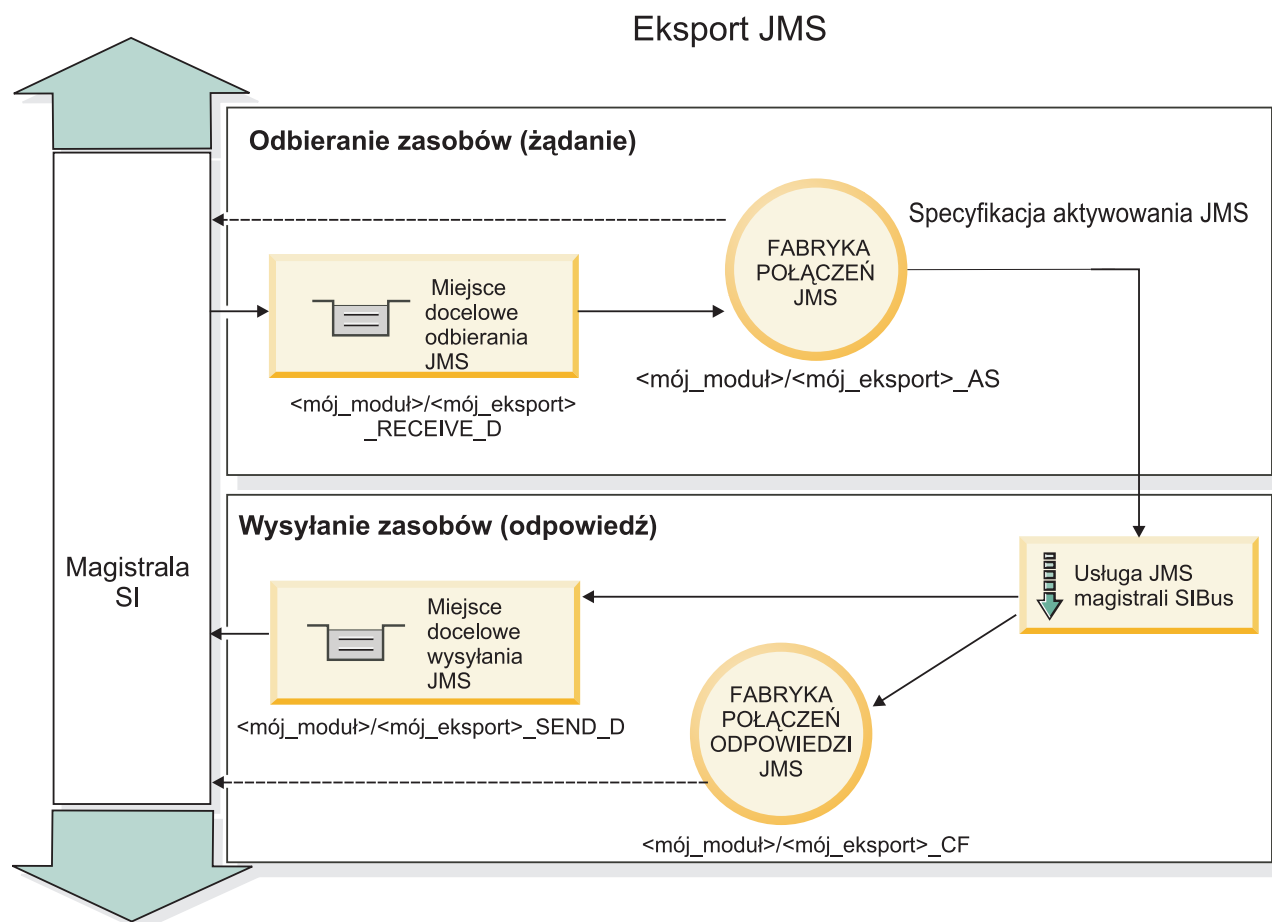 Eksport JMS
Odbieranie zasobów (żądanie)
Specyfikacja aktywowania JMS
FABRYKA
POŁĄCZEŃ
JMS
Miejsce
docelowe
odbierania
JMS
<mój_moduł>/<mój_eksport>_AS
<mój_moduł>/<mój_eksport>
_RECEIVE_D
Wysyłanie zasobów (odpowiedź)
Magistrala
SI
Usługa JMS
magistrali SIBus
Miejsce
docelowe
wysyłania
JMS
<mój_moduł>/<mój_eksport>_SEND_D
FABRYKA
POŁĄCZEŃ
ODPOWIEDZI
JMS
<mój_moduł>/<mój_eksport>_CF